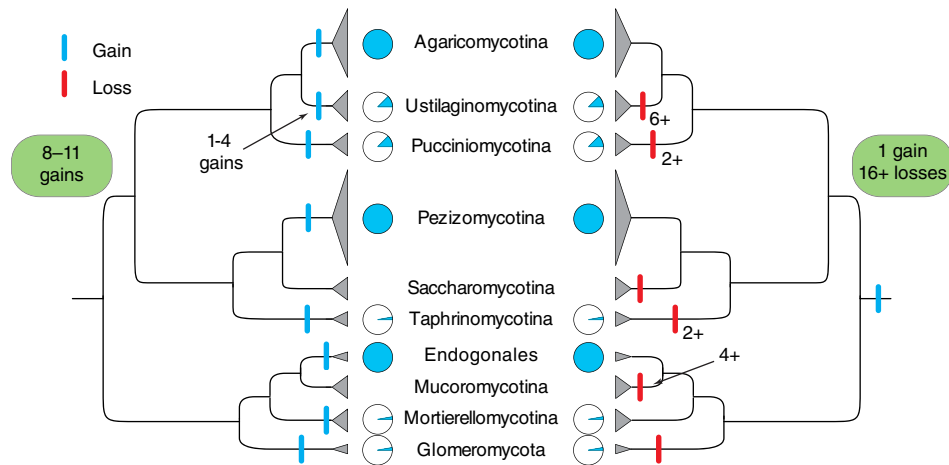 Gain
Loss
8–11
gains
1-4
gains
Agaricomycotina
Ustilaginomycotina
Pucciniomycotina
Pezizomycotina
Saccharomycotina
Taphrinomycotina
Endogonales
Mucoromycotina
Mortierellomycotina
Glomeromycota
6+
2+
2+
4+
1 gain
16+ losses